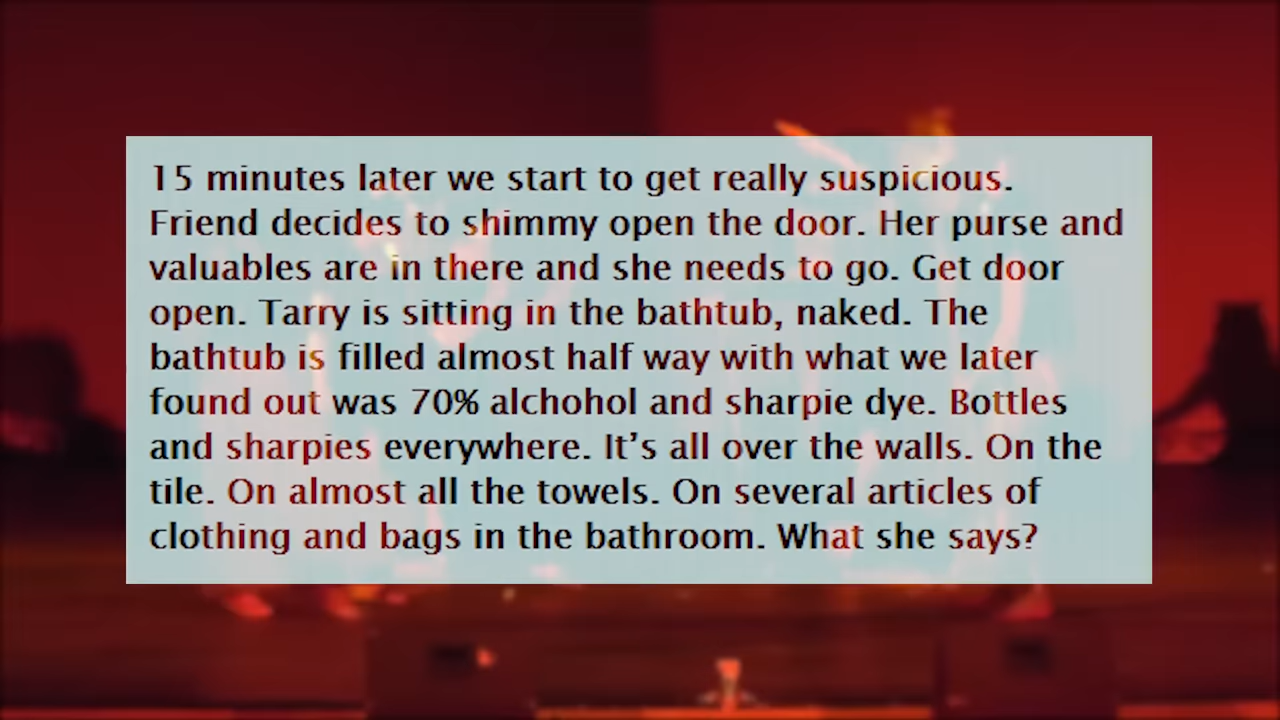 15 minutes later we start to get really suspicious.
Friend decides to shimmy open the door. Her purse and
valuables are in there and she needs to go. Get door
open. Tarry is sitting in the bathtub, naked. The
bathtub is filled almost half way with what we later
found out was 70% alchohol and sharpie dye. Bottles
and sharpies everywhere. It’s all over the walls. On the
tile. On almost all the towels. On several articles of
clothing and bags in the bathroom. What she says?